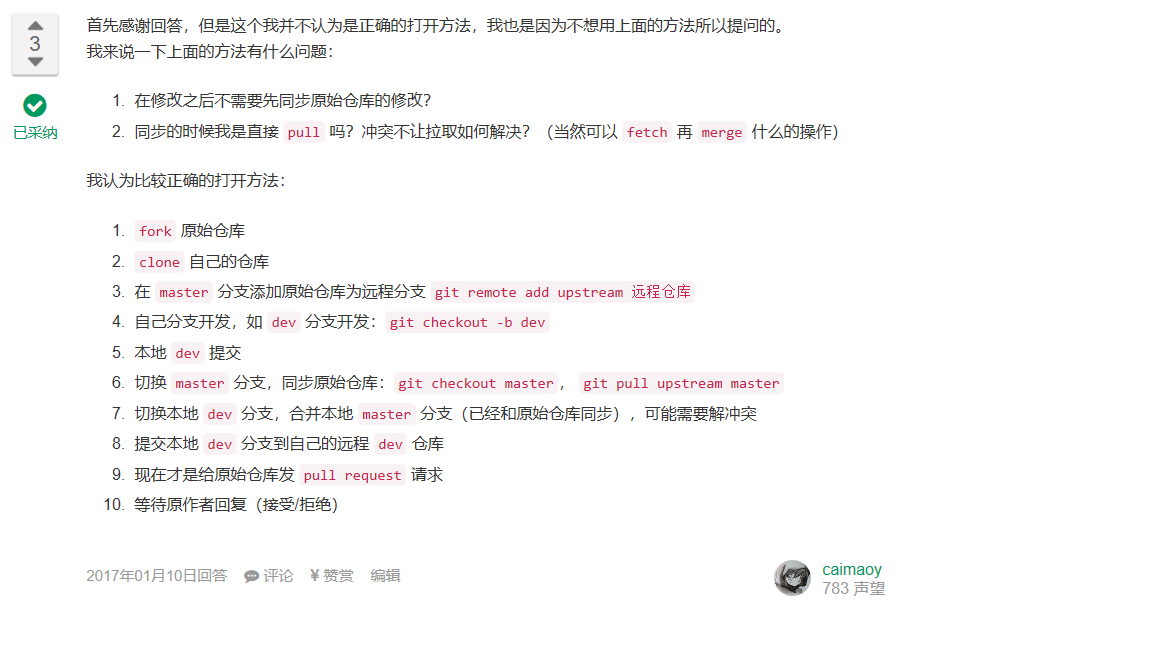 首先感谢回答，但是这个我并不认为是正确的打开方法，我也是因为不想用上面的方法所以提问的。
3
我来说一下上面的方法有什么问题：
1. 在修改之后不需要先同步原始仓库的修改？
已采纳
2. 同步的时候我是直接 pull 吗？冲突不让拉取如何解决？（当然可以 fetch 再 merge 什么的操作）
我认为比较正确的打开方法：
1. fork 原始仓库
2. clone 自己的仓库
3. 在 master 分支添加原始仓库为远程分支 git remote add upstream 远程仓库
4. 自己分支开发，如 dev 分支开发：git checkout -b dev
5. 本地 dev 提交
6. 切换 master 分支，同步原始仓库：git checkout master， git pull upstream master
7. 切换本地 dev 分支，合并本地 master 分支（已经和原始仓库同步），可能需要解冲突
8. 提交本地 dev 分支到自己的远程 dev 仓库
9. 现在才是给原始仓库发 pull request 请求
10. 等待原作者回复（接受/拒绝）
2017年01月10日回答 评论 ¥ 赞赏 编辑
caimaoy
783 声望